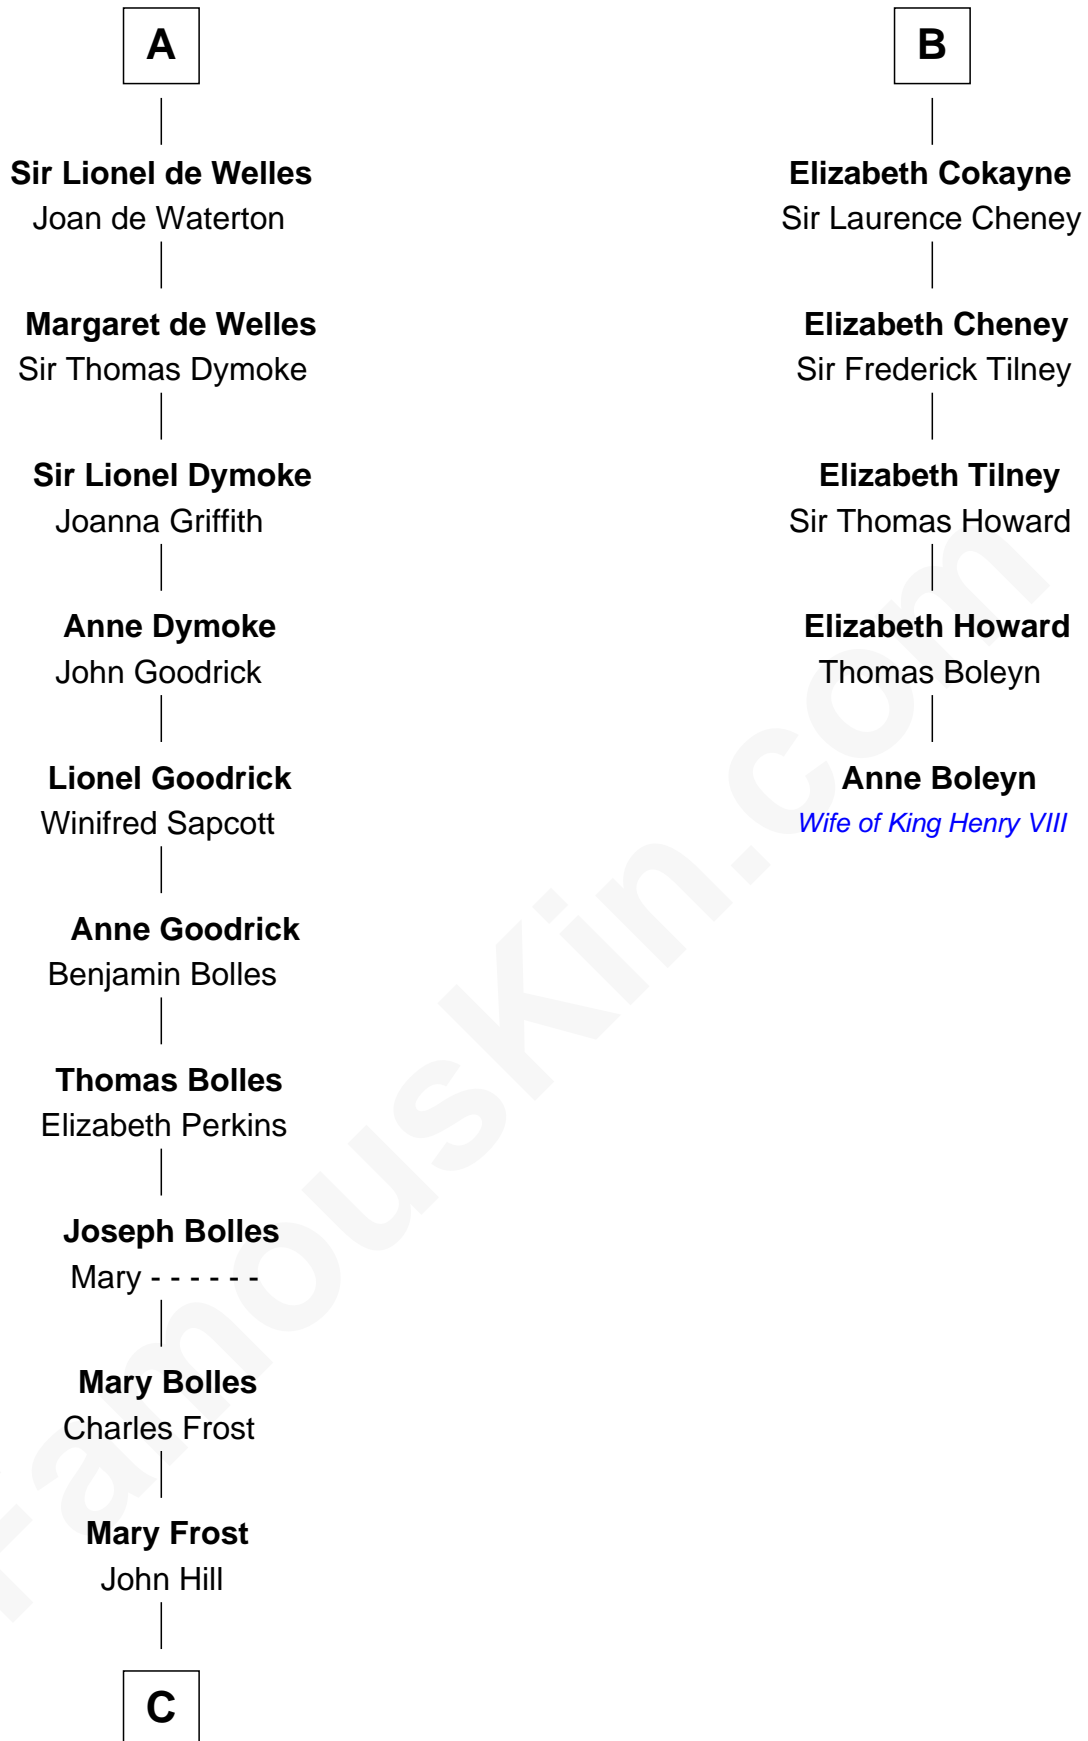 A
Sir Lionel de Welles
Joan de Waterton
Margaret de Welles
Sir Thomas Dymoke
Sir Lionel Dymoke
Joanna Griffith
Anne Dymoke
John Goodrick
Lionel Goodrick
Winifred Sapcott
Anne Goodrick
Benjamin Bolles
Thomas Bolles
Elizabeth Perkins
Joseph Bolles
Mary - - - - - -
Mary Bolles
Charles Frost
Mary Frost
John Hill
C
B
Elizabeth Cokayne
Sir Laurence Cheney
Elizabeth Cheney
Sir Frederick Tilney
Elizabeth Tilney
Sir Thomas Howard
Elizabeth Howard
Thomas Boleyn
Anne Boleyn
Wife of King Henry VIII
FamousKin.com